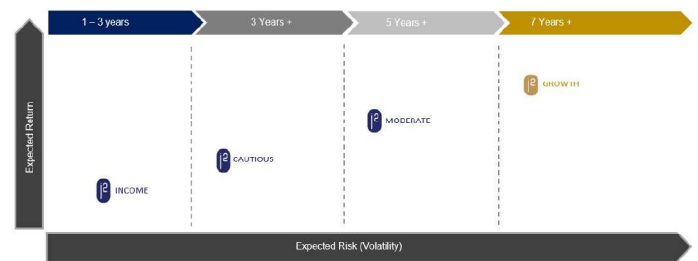 1 – 3 years
3 Years +
5 Years +
7 Years +
Expected Return
GROWTH
MODERATE
CAUTIOUS
INCOME
Expected Risk (Volatility)